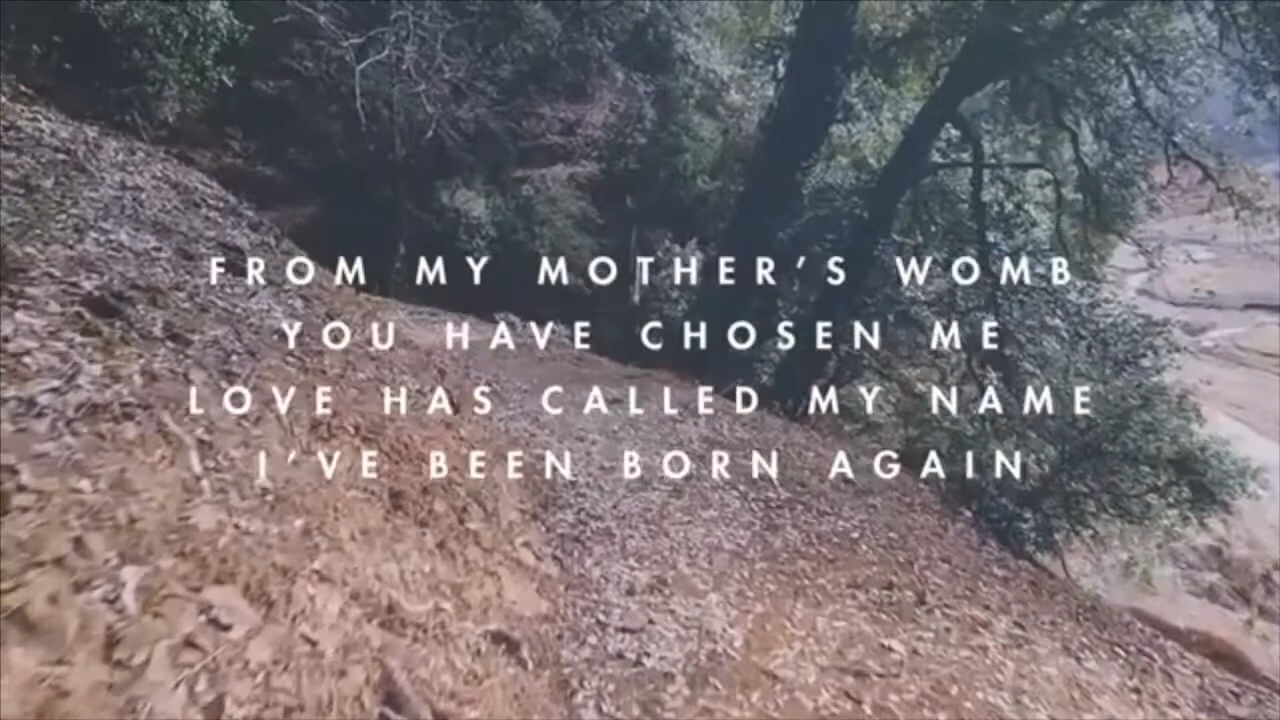 FROM MY MOTHER'S WOMB
YOU HAVE CHOSEN ME
LOVE HAS CALLED MY NAME
I'VE BEEN BORN AGAIN